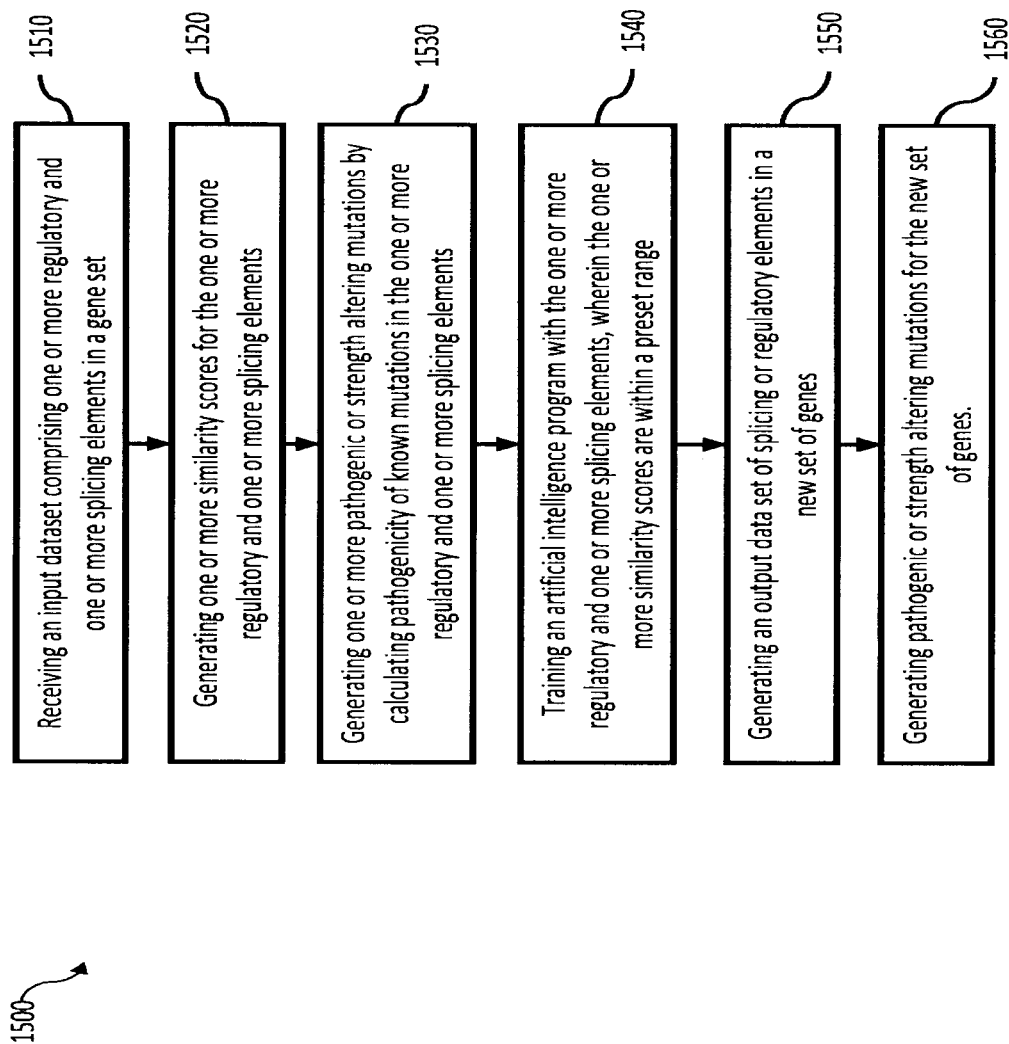 1500
Receiving an input dataset comprising one or more regulatory and
one or more splicing elements in a gene set
1510
Generating one or more similarity scores for the one or more
regulatory and one or more splicing elements
1520
Generating one or more pathogenic or strength altering mutations by
calculating pathogenicity of known mutations in the one or more
regulatory and one or more splicing elements
1530
Training an artificial intelligence program with the one or more
regulatory and one or more splicing elements, wherein the one or
more similarity scores are within a preset range
1540
Generating an output data set of splicing or regulatory elements in a
new set of genes
1550
Generating pathogenic or strength altering mutations for the new set
of genes.
1560